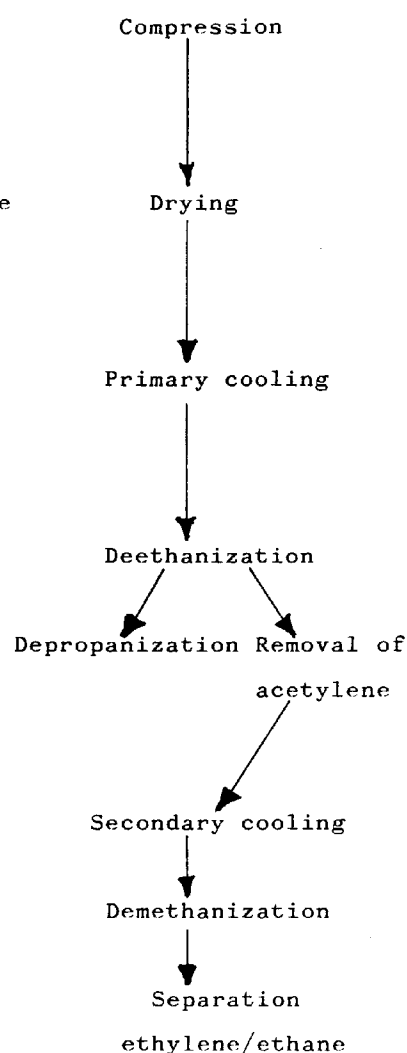 Compression
e Drying
Primary cooling
Deethanization
Depropanization Removal of
acetylene
Secondary cooling
Demethanization
Separation
ethylene/ethane